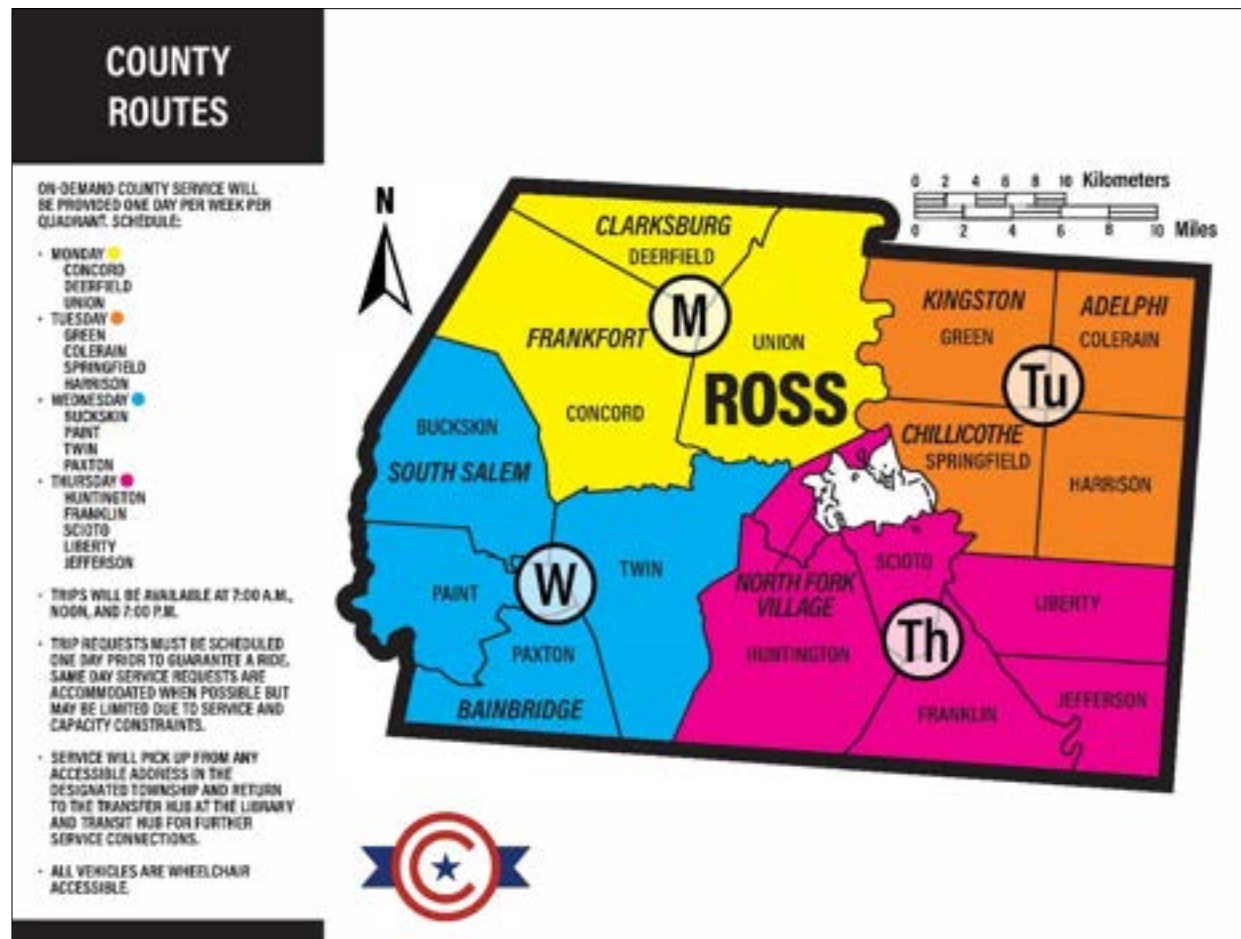 COUNTY
ROUTES
ON-DEMAND COUNTY SERVICE WILL
BE PROVIDED ONE DAY PER WEEK PER
QUADRANT. SCHEDULE:
· MONDAY
CONCORD
DEERFIELD
UNION
· TUESDAY
GREEN
COLERAIN
SPRINGFIELD
HARRISON
· WEDNESDAY
BUCKSKIN
PAINT
TWIN
PAXTON
· THURSDAY
HUNTINGTON
FRANKLIN
SCIOTO
LIBERTY
JEFFERSON
· TRIPS WILL BE AVAILABLE AT 7:00 A.M.,
NOON, AND 7:00 P.M.
· TRIP REQUESTS MUST BE SCHEDULED
ONE DAY PRIOR TO GUARANTEE A RIDE.
SAME DAY SERVICE REQUESTS ARE
ACCOMMODATED WHEN POSSIBLE BUT
MAY BE LIMITED DUE TO SERVICE AND
CAPACITY CONSTRAINTS.
· SERVICE WILL PICK UP FROM ANY
ACCESSIBLE ADDRESS IN THE
DESIGNATED TOWNSHIP AND RETURN
TO THE TRANSFER HUB AT THE LIBRARY
AND TRANSIT HUB FOR FURTHER
SERVICE CONNECTIONS.
· ALL VEHICLES ARE WHEELCHAIR
ACCESSIBLE.
N
0 2 4 6 8 10 Kilometers
0 2 4 6 8 10 Miles
CLARKSBURG
DEERFIELD
M
FRANKFORT
UNION
ROSS
CONCORD
KINGSTON
GREEN
ADELPHI
COLERAIN
Tu
CHILLICOTHE
SPRINGFIELD
HARRISON
BUCKSKIN
SOUTH SALEM
W
TWIN
PAINT
PAXTON
BAINBRIDGE
SCIOTO
NORTH FORK
VILLAGE
LIBERTY
Th
HUNTINGTON
FRANKLIN
JEFFERSON
C